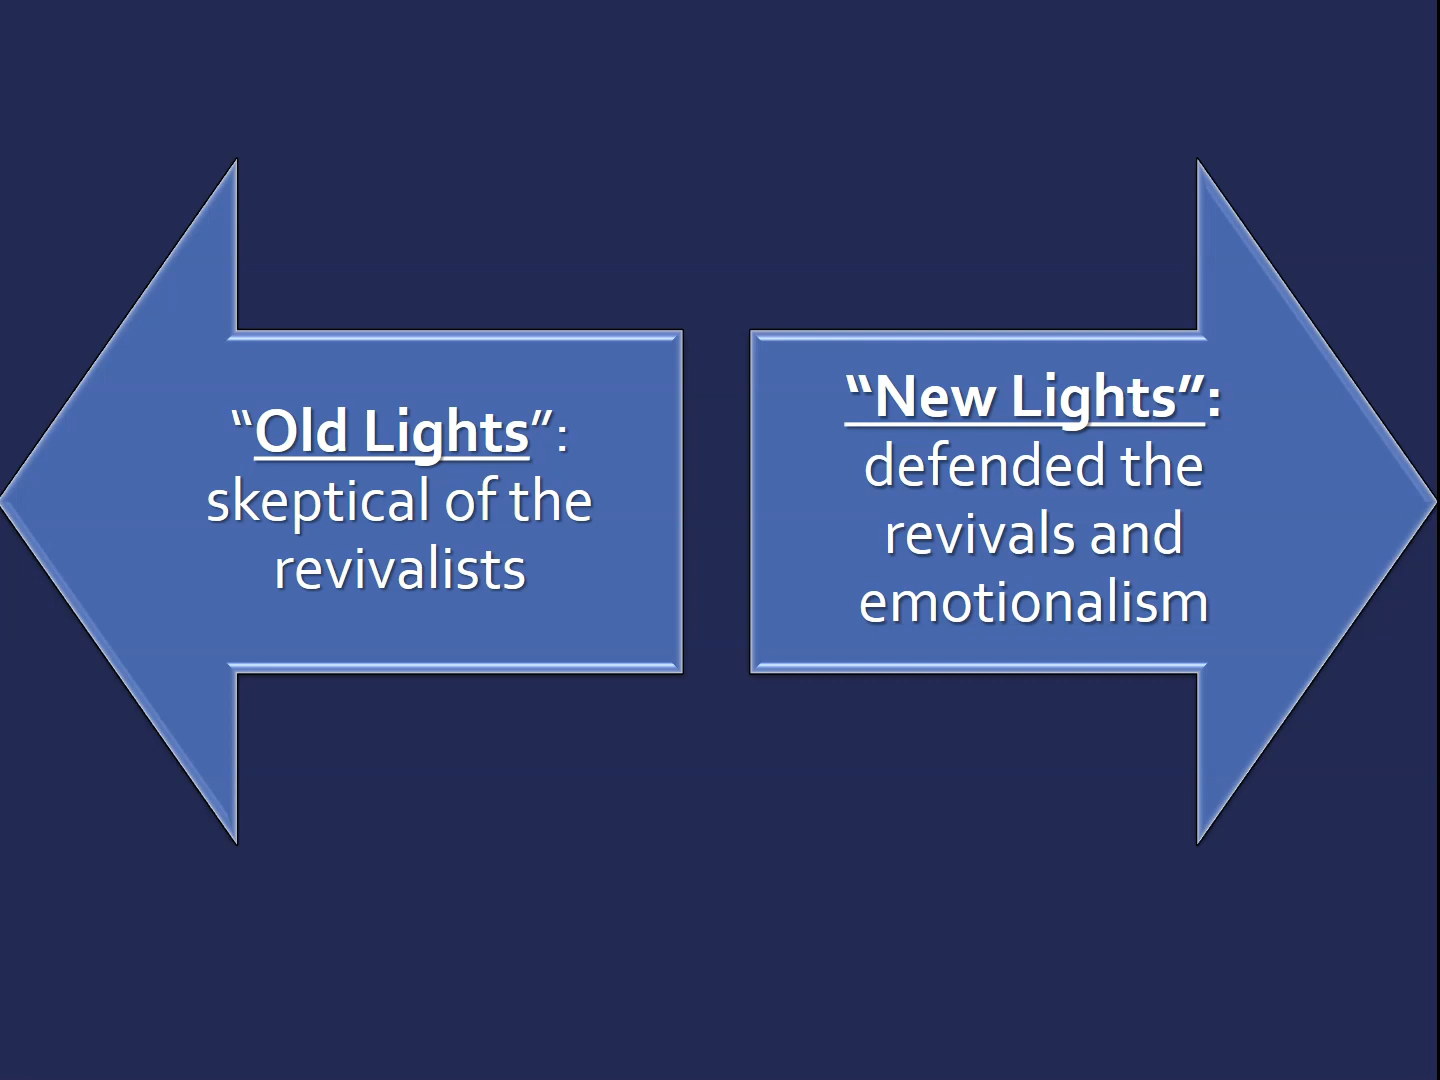 “Old Lights”:
skeptical of the
revivalists
“New Lights”:
defended the
revivals and
emotionalism